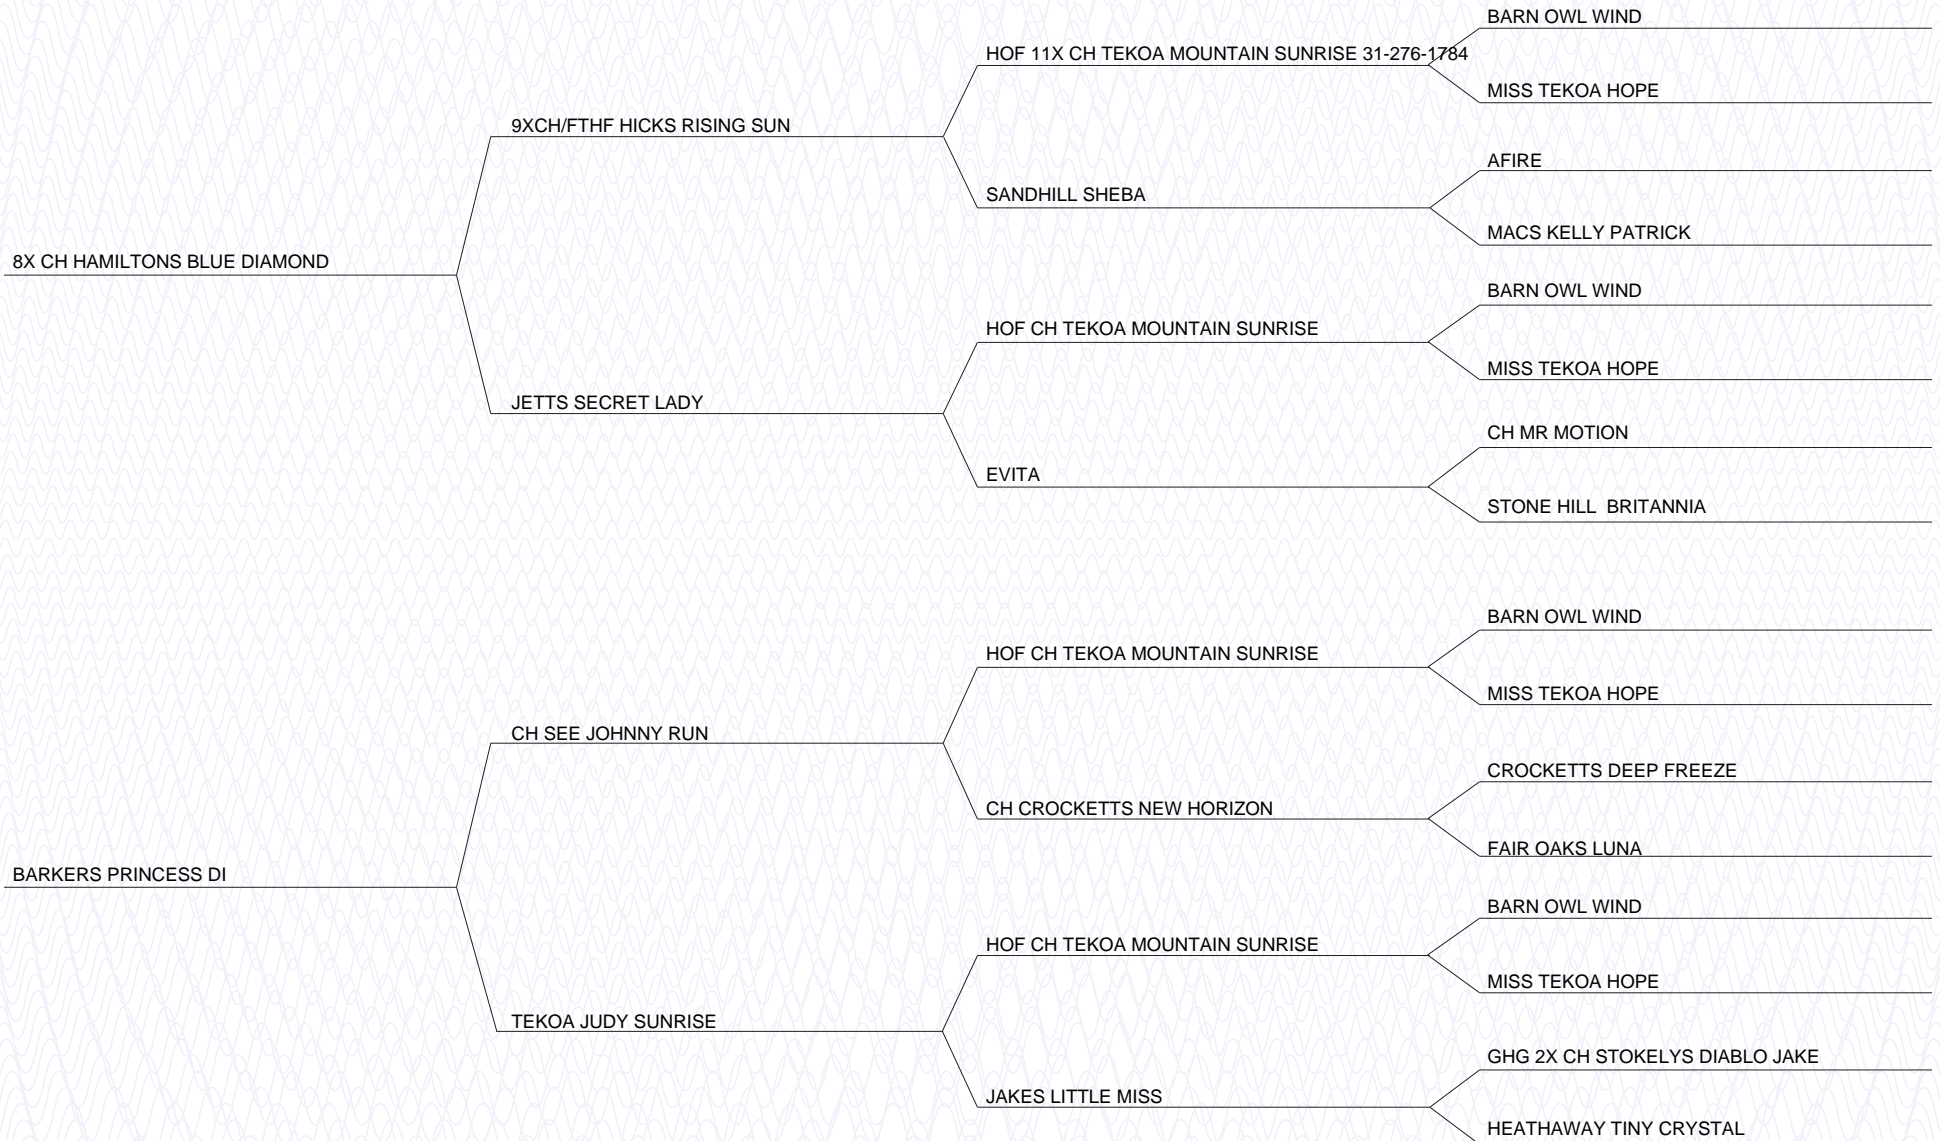 BARN OWL WIND
HOF 11X CH TEKOA MOUNTAIN SUNRISE 31-276-1784
MISS TEKOA HOPE
9XCH/FTHF HICKS RISING SUN
AFIRE
SANDHILL SHEBA
MACS KELLY PATRICK
8X CH HAMILTONS BLUE DIAMOND
BARN OWL WIND
HOF CH TEKOA MOUNTAIN SUNRISE
MISS TEKOA HOPE
JETTS SECRET LADY
CH MR MOTION
EVITA
STONE HILL  BRITANNIA
BARN OWL WIND
HOF CH TEKOA MOUNTAIN SUNRISE
MISS TEKOA HOPE
CH SEE JOHNNY RUN
CROCKETTS DEEP FREEZE
CH CROCKETTS NEW HORIZON
FAIR OAKS LUNA
BARKERS PRINCESS DI
BARN OWL WIND
HOF CH TEKOA MOUNTAIN SUNRISE
MISS TEKOA HOPE
TEKOA JUDY SUNRISE
GHG 2X CH STOKELYS DIABLO JAKE
JAKES LITTLE MISS
HEATHAWAY TINY CRYSTAL